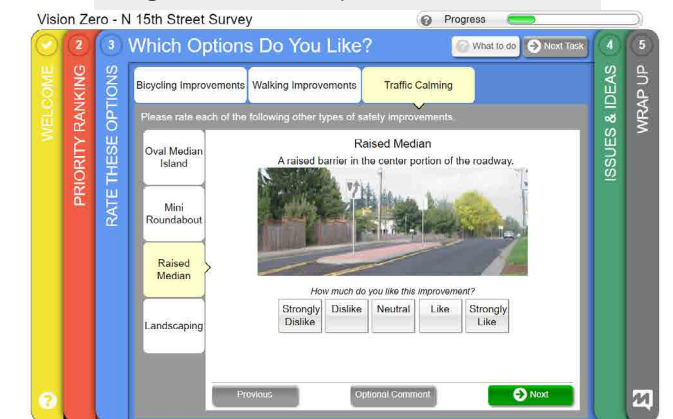 Vision Zero - N 15th Street Survey
? Progress
WELCOME
2
PRIORITY RANKING
3
RATE THESE OPTIONS
Which Options Do You Like?
? What to do
Next Task
Bicycling Improvements
Walking Improvements
Traffic Calming
Please rate each of the following other types of safety improvements.
Oval Median
Island
Mini
Roundabout
Raised
Median
Landscaping
Raised Median
A raised barrier in the center portion of the roadway.
How much do you like this improvement?
Strongly
Dislike
Dislike
Neutral
Like
Strongly
Like
Previous
Optional Comment
Next
4
ISSUES & IDEAS
5
WRAP UP
?